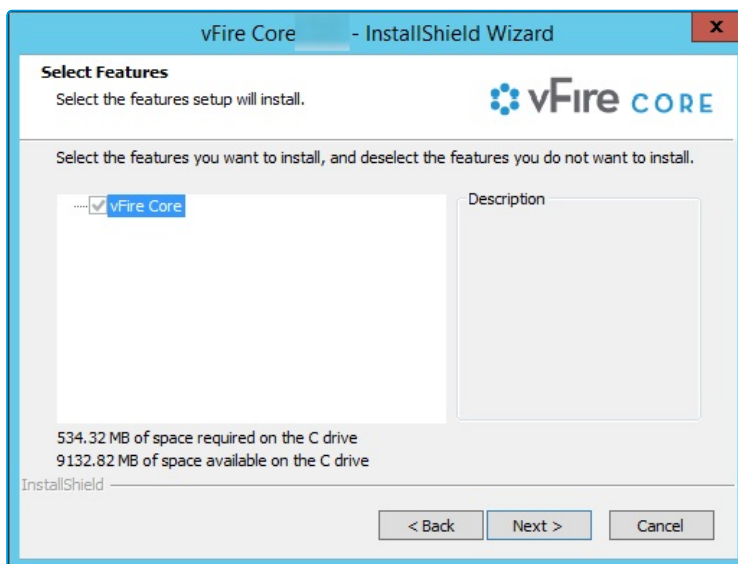 vFire Core - InstallShield Wizard
x
Select Features
Select the features setup will install.
vFire CORE
Select the features you want to install, and deselect the features you do not want to install.
vFire Core
Description
534.32 MB of space required on the C drive
9132.82 MB of space available on the C drive
InstallShield
< Back
Next >
Cancel